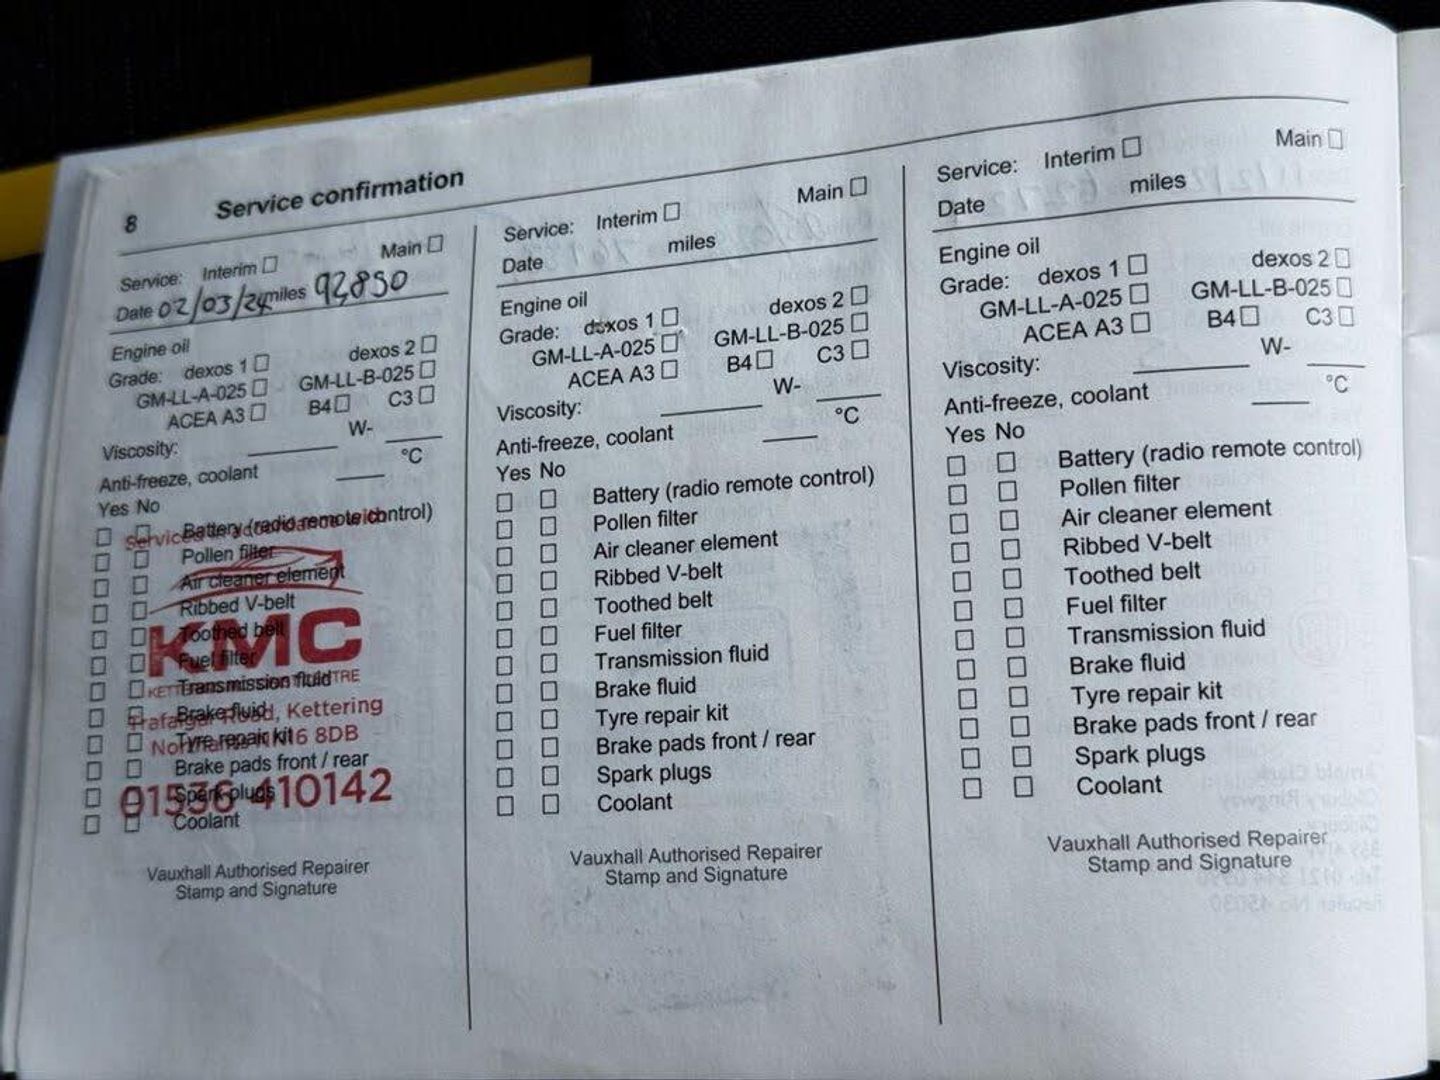 8 Service confirmation
Service: Interim Main
Date 02/03/24 miles 92850
Engine oil
Grade: dexos 1 dexos 2
GM-LL-A-025 GM-LL-B-025
ACEA A3 B4 C3
Viscosity: W-
Anti-freeze, coolant °C
Yes No
Battery (radio remote control)
Pollen filter
Air cleaner element
Ribbed V-belt
Toothed belt
Fuel filter
Transmission fluid
Brake fluid
Tyre repair kit
Brake pads front / rear
Spark plugs
Coolant
Serviced in accordance with
KMC
Trafalgar Road, Kettering
Northants NN16 8DB
01536 410142
Vauxhall Authorised Repairer
Stamp and Signature
Service: Interim Main
Date miles
Engine oil
Grade: dexos 1 dexos 2
GM-LL-A-025 GM-LL-B-025
ACEA A3 B4 C3
Viscosity: W-
Anti-freeze, coolant °C
Yes No
Battery (radio remote control)
Pollen filter
Air cleaner element
Ribbed V-belt
Toothed belt
Fuel filter
Transmission fluid
Brake fluid
Tyre repair kit
Brake pads front / rear
Spark plugs
Coolant
Vauxhall Authorised Repairer
Stamp and Signature
Service: Interim Main
Date miles
Engine oil
Grade: dexos 1 dexos 2
GM-LL-A-025 GM-LL-B-025
ACEA A3 B4 C3
Viscosity: W-
Anti-freeze, coolant °C
Yes No
Battery (radio remote control)
Pollen filter
Air cleaner element
Ribbed V-belt
Toothed belt
Fuel filter
Transmission fluid
Brake fluid
Tyre repair kit
Brake pads front / rear
Spark plugs
Coolant
Vauxhall Authorised Repairer
Stamp and Signature